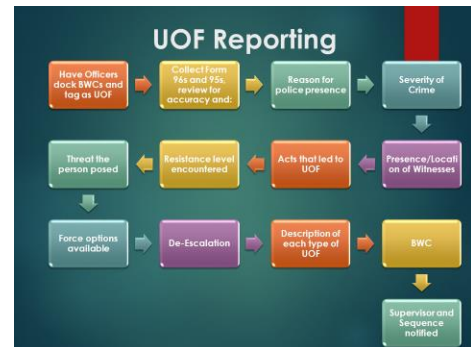 UOF Reporting
Have Officers
dock BWCs and
tag as UOF
Collect Form
96s and 95s,
review for
accuracy and:
Reason for
police presence
Severity of
Crime
Presence/Locati
on of Witnesses
Acts that led to
UOF
Resistance level
encountered
Threat the
person posed
Force options
available
De-Escalation
Description of
each type of
UOF
BWC
Supervisor and
Sequence
notified